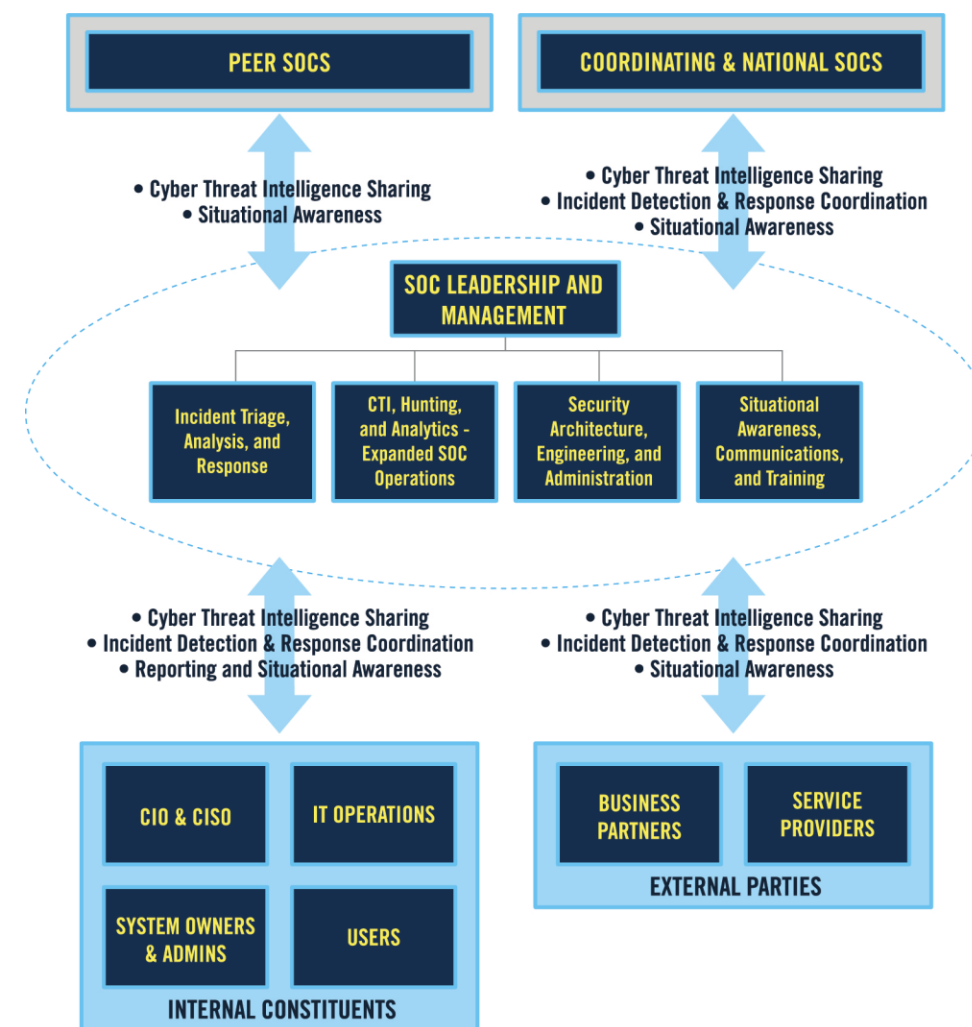 PEER SOCS
COORDINATING & NATIONAL SOCS
• Cyber Threat Intelligence Sharing
• Situational Awareness
• Cyber Threat Intelligence Sharing
• Incident Detection & Response Coordination
• Situational Awareness
SOC LEADERSHIP AND
MANAGEMENT
Incident Triage,
Analysis, and
Response
CTI, Hunting,
and Analytics -
Expanded SOC
Operations
Security
Architecture,
Engineering, and
Administration
Situational
Awareness,
Communications,
and Training
• Cyber Threat Intelligence Sharing
• Incident Detection & Response Coordination
• Reporting and Situational Awareness
• Cyber Threat Intelligence Sharing
• Incident Detection & Response Coordination
• Situational Awareness
CIO & CISO
IT OPERATIONS
SYSTEM OWNERS
& ADMINS
USERS
INTERNAL CONSTITUENTS
BUSINESS
PARTNERS
SERVICE
PROVIDERS
EXTERNAL PARTIES